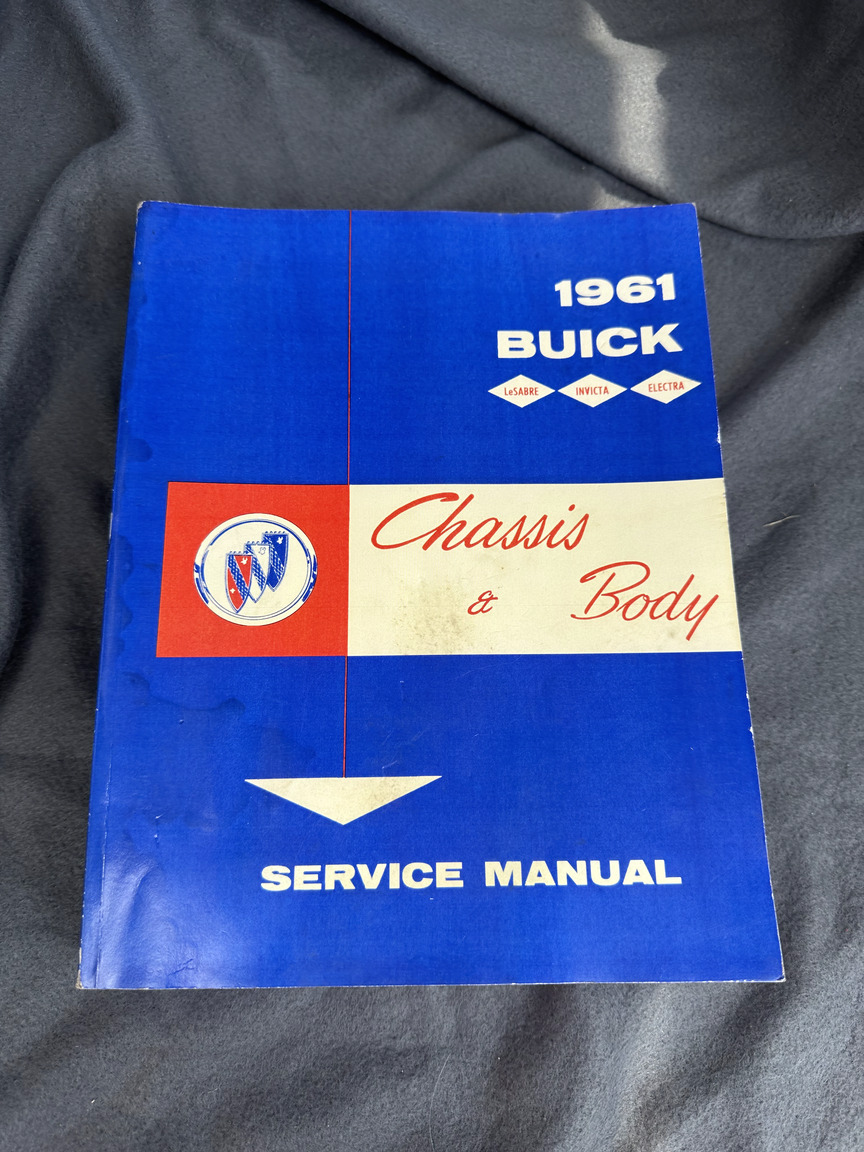 1961
BUICK
LeSABRE INVICTA ELECTRA
Chassis
& Body
SERVICE MANUAL